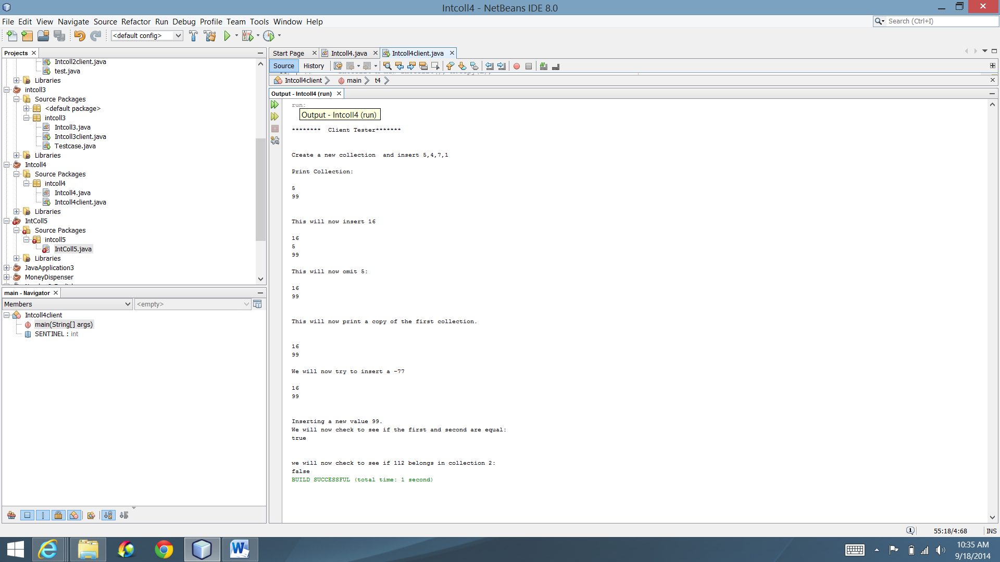 Intcoll4 - NetBeans IDE 8.0
File Edit View Navigate Source Refactor Run Debug Profile Team Tools Window Help
Search (Ctrl+I)
<default config>
Projects
Intcoll2client.java
test.java
Libraries
intcoll3
Source Packages
<default package>
intcoll3
Intcoll3.java
Intcoll3client.java
Testcase.java
Libraries
Intcoll4
Source Packages
intcoll4
Intcoll4.java
Intcoll4client.java
Libraries
IntColl5
Source Packages
intcoll5
IntColl5.java
Libraries
JavaApplication3
MoneyDispenser
main - Navigator
Members
<empty>
Intcoll4client
main(String[] args)
SENTINEL : int
Start Page Intcoll4.java Intcoll4client.java
Source History
Intcoll4client main t4
Output - Intcoll4 (run)
run:
Output - Intcoll4 (run)
******** Client Tester*******
Create a new collection and insert 5,4,7,1
Print Collection:
5
99
This will now insert 16
16
5
99
This will now omit 5:
16
99
This will now print a copy of the first collection.
16
99
We will now try to insert a -77
16
99
Inserting a new value 99.
We will now check to see if the first and second are equal:
true
we will now check to see if 112 belongs in collection 2:
false
BUILD SUCCESSFUL (total time: 1 second)
1
55:18/4:68 INS
10:35 AM
9/18/2014